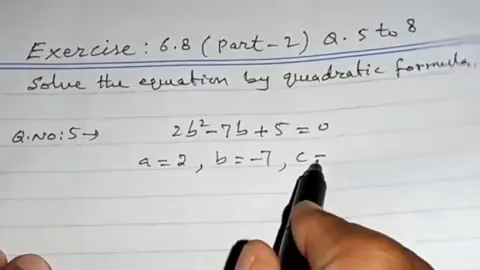 Exercise: 6.8 (Part-2) Q. 5 to 8
Solve the equation by quadratic formula.
Q.NO:5→ 2b²-7b+5=0
a=2, b=-7, c=